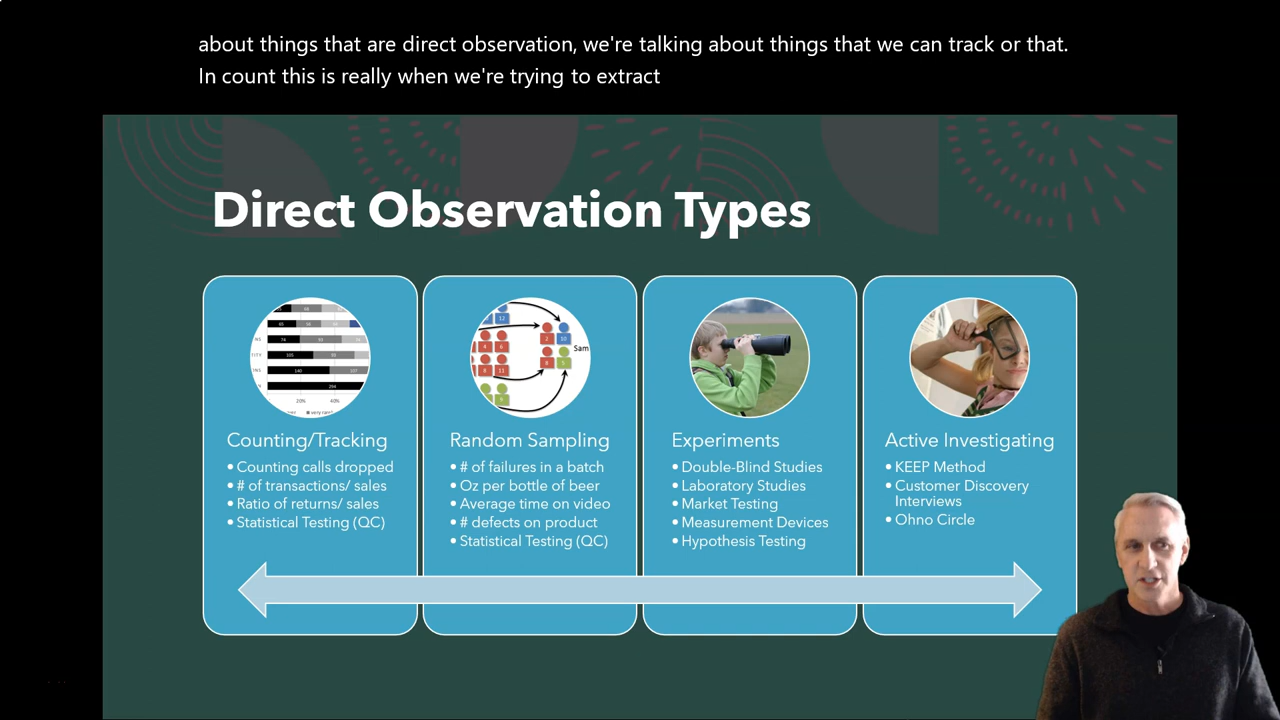 about things that are direct observation, we're talking about things that we can track or that.
In count this is really when we're trying to extract
Direct Observation Types
Counting/Tracking
• Counting calls dropped
• # of transactions/ sales
• Ratio of returns/ sales
• Statistical Testing (QC)
Sam
Random Sampling
• # of failures in a batch
• Oz per bottle of beer
• Average time on video
• # defects on product
• Statistical Testing (QC)
Experiments
• Double-Blind Studies
• Laboratory Studies
• Market Testing
• Measurement Devices
• Hypothesis Testing
Active Investigating
• KEEP Method
• Customer Discovery
Interviews
• Ohno Circle